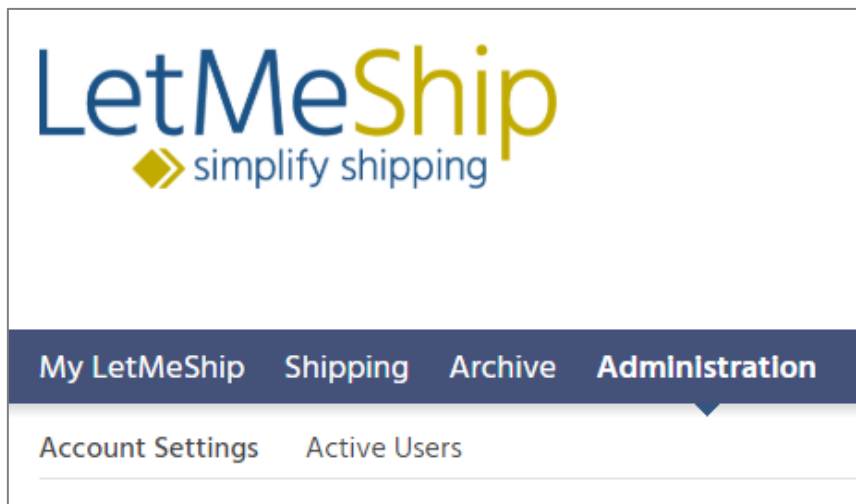 LetMeShip
simplify shipping
My LetMeShip Shipping Archive Administration
Account Settings Active Users